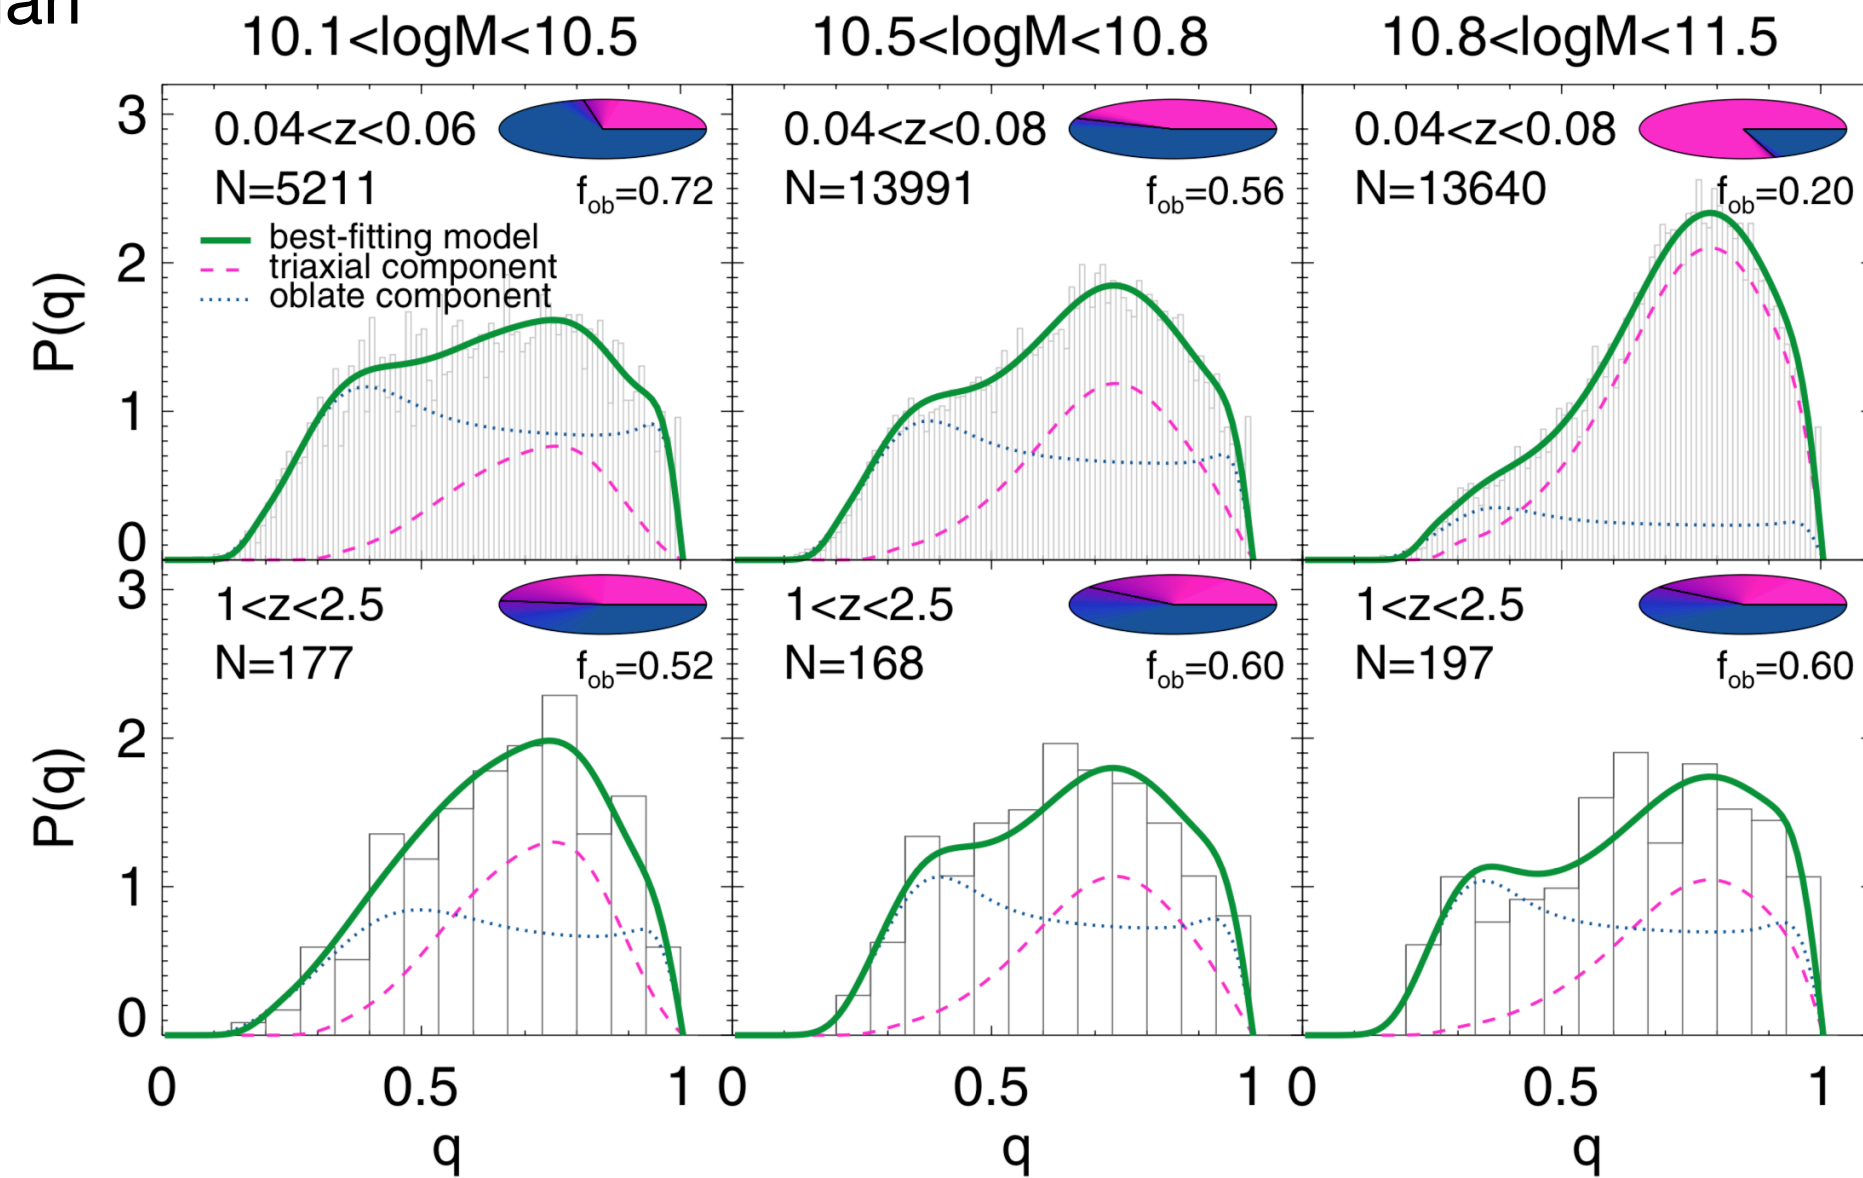 10.1<logM<10.5 10.5<logM<10.8 10.8<logM<11.5
3 0.04<z<0.06 0.04<z<0.08 0.04<z<0.08
N=5211 f_ob=0.72 N=13991 f_ob=0.56 N=13640 f_ob=0.20
best-fitting model
2 triaxial component
oblate component
P(q)
1
0
3 1<z<2.5 1<z<2.5 1<z<2.5
N=177 f_ob=0.52 N=168 f_ob=0.60 N=197 f_ob=0.60
2
P(q)
1
0
0 0.5 1 0 0.5 1 0 0.5 1
q q q